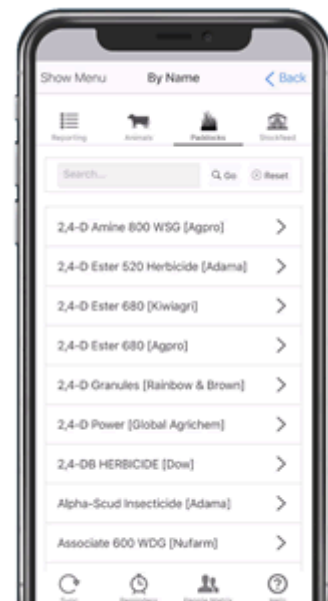 Show Menu By Name < Back
Reporting Animals Paddocks Stockfeed
Search... Go Reset
2,4-D Amine 800 WSG [Agpro]
2,4-D Ester 520 Herbicide [Adama]
2,4-D Ester 680 [Kiwiagri]
2,4-D Ester 680 [Agpro]
2,4-D Granules [Rainbow & Brown]
2,4-D Power [Global Agrichem]
2,4-DB HERBICIDE [Dow]
Alpha-Scud Insecticide [Adama]
Associate 600 WDG [Nufarm]